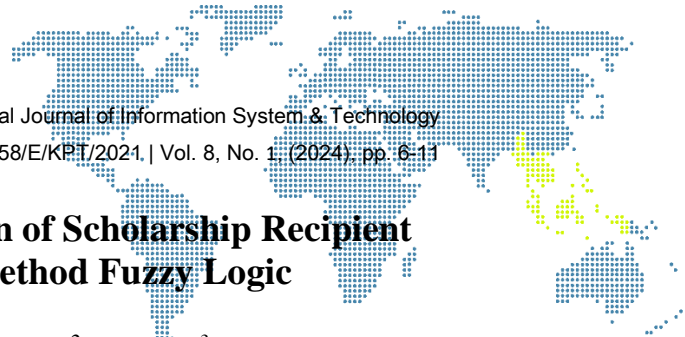 al Journal of Information System & Technology
58/E/KPT/2021 | Vol. 8, No. 1, (2024), pp. 6-11
n of Scholarship Recipient
ethod Fuzzy Logic